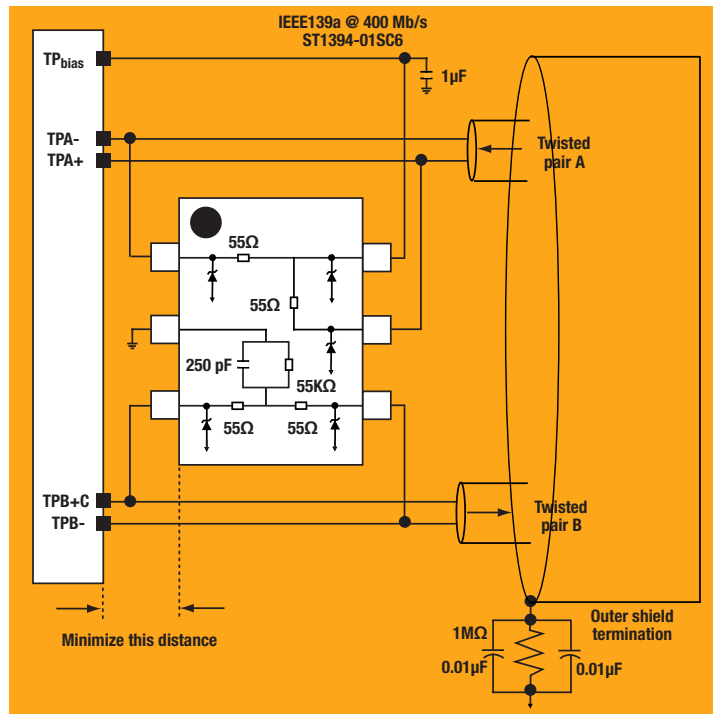 IEEE139a @ 400 Mb/s
ST1394-01SC6
TPbias
1µF
TPA-
TPA+
Twisted
pair A
55Ω
55Ω
250 pF
55KΩ
55Ω
55Ω
TPB+C
TPB-
Twisted
pair B
Minimize this distance
Outer shield
termination
1MΩ
0.01µF
0.01µF